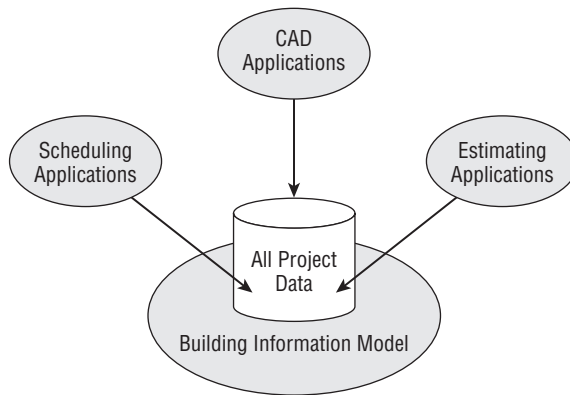 CAD
Applications
Scheduling
Applications
Estimating
Applications
All Project
Data
Building Information Model